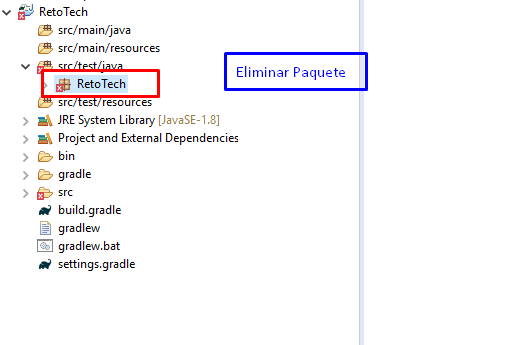 RetoTech
src/main/java
src/main/resources
src/test/java
Eliminar Paquete
RetoTech
src/test/resources
JRE System Library [JavaSE-1.8]
Project and External Dependencies
bin
gradle
src
build.gradle
gradlew
gradlew.bat
settings.gradle